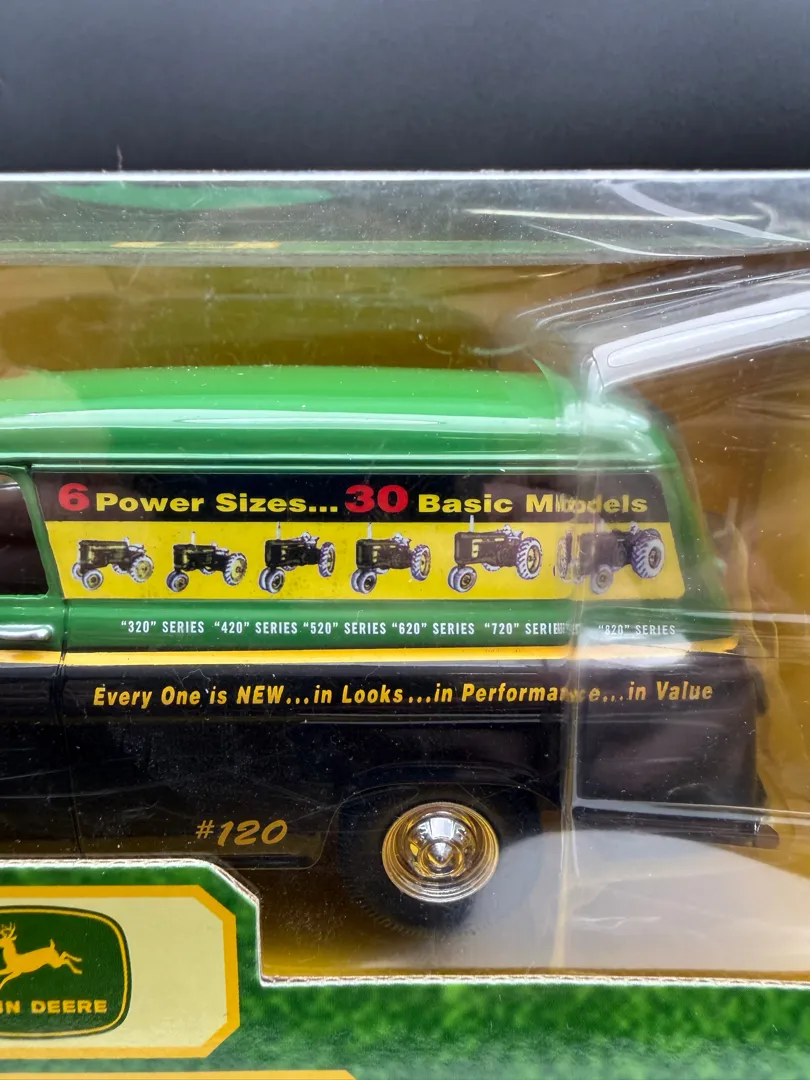 6 Power Sizes... 30 Basic Models
"320" SERIES "420" SERIES "520" SERIES "620" SERIES "720" SERIES "820" SERIES
Every One is NEW...in Looks...in Performance...in Value
#120
N DEERE